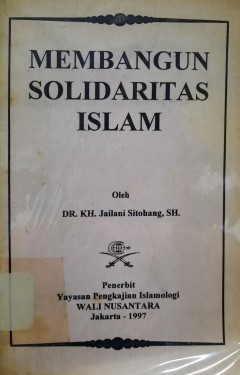 MEMBANGUN
SOLIDARITAS
ISLAM
Oleh
DR. KH. Jailani Sitohang, SH.
Penerbit
Yayasan Pengkajian Islamologi
WALI NUSANTARA
Jakarta - 1997